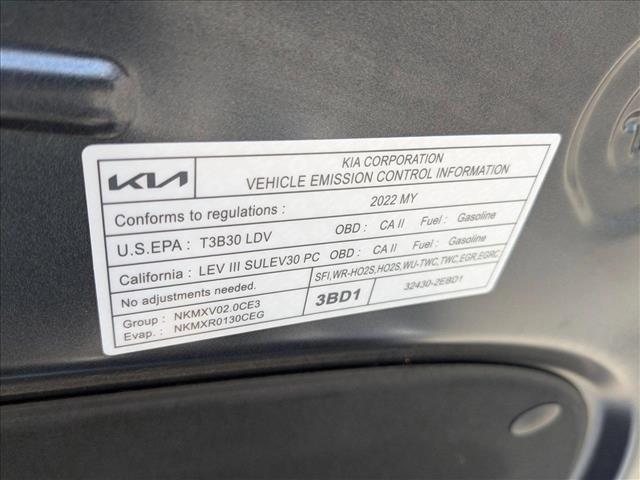 KIA
KIA CORPORATION
VEHICLE EMISSION CONTROL INFORMATION
Conforms to regulations : 2022 MY
U.S.EPA : T3B30 LDV OBD : CA II Fuel : Gasoline
California : LEV III SULEV30 PC OBD : CA II Fuel : Gasoline
No adjustments needed. SFI,WR-HO2S,HO2S,WU-TWC,TWC,EGR,EGRC
Group : NKMXV02.0CE3
Evap. : NKMXR0130CEG
3BD1 32430-2EBD1